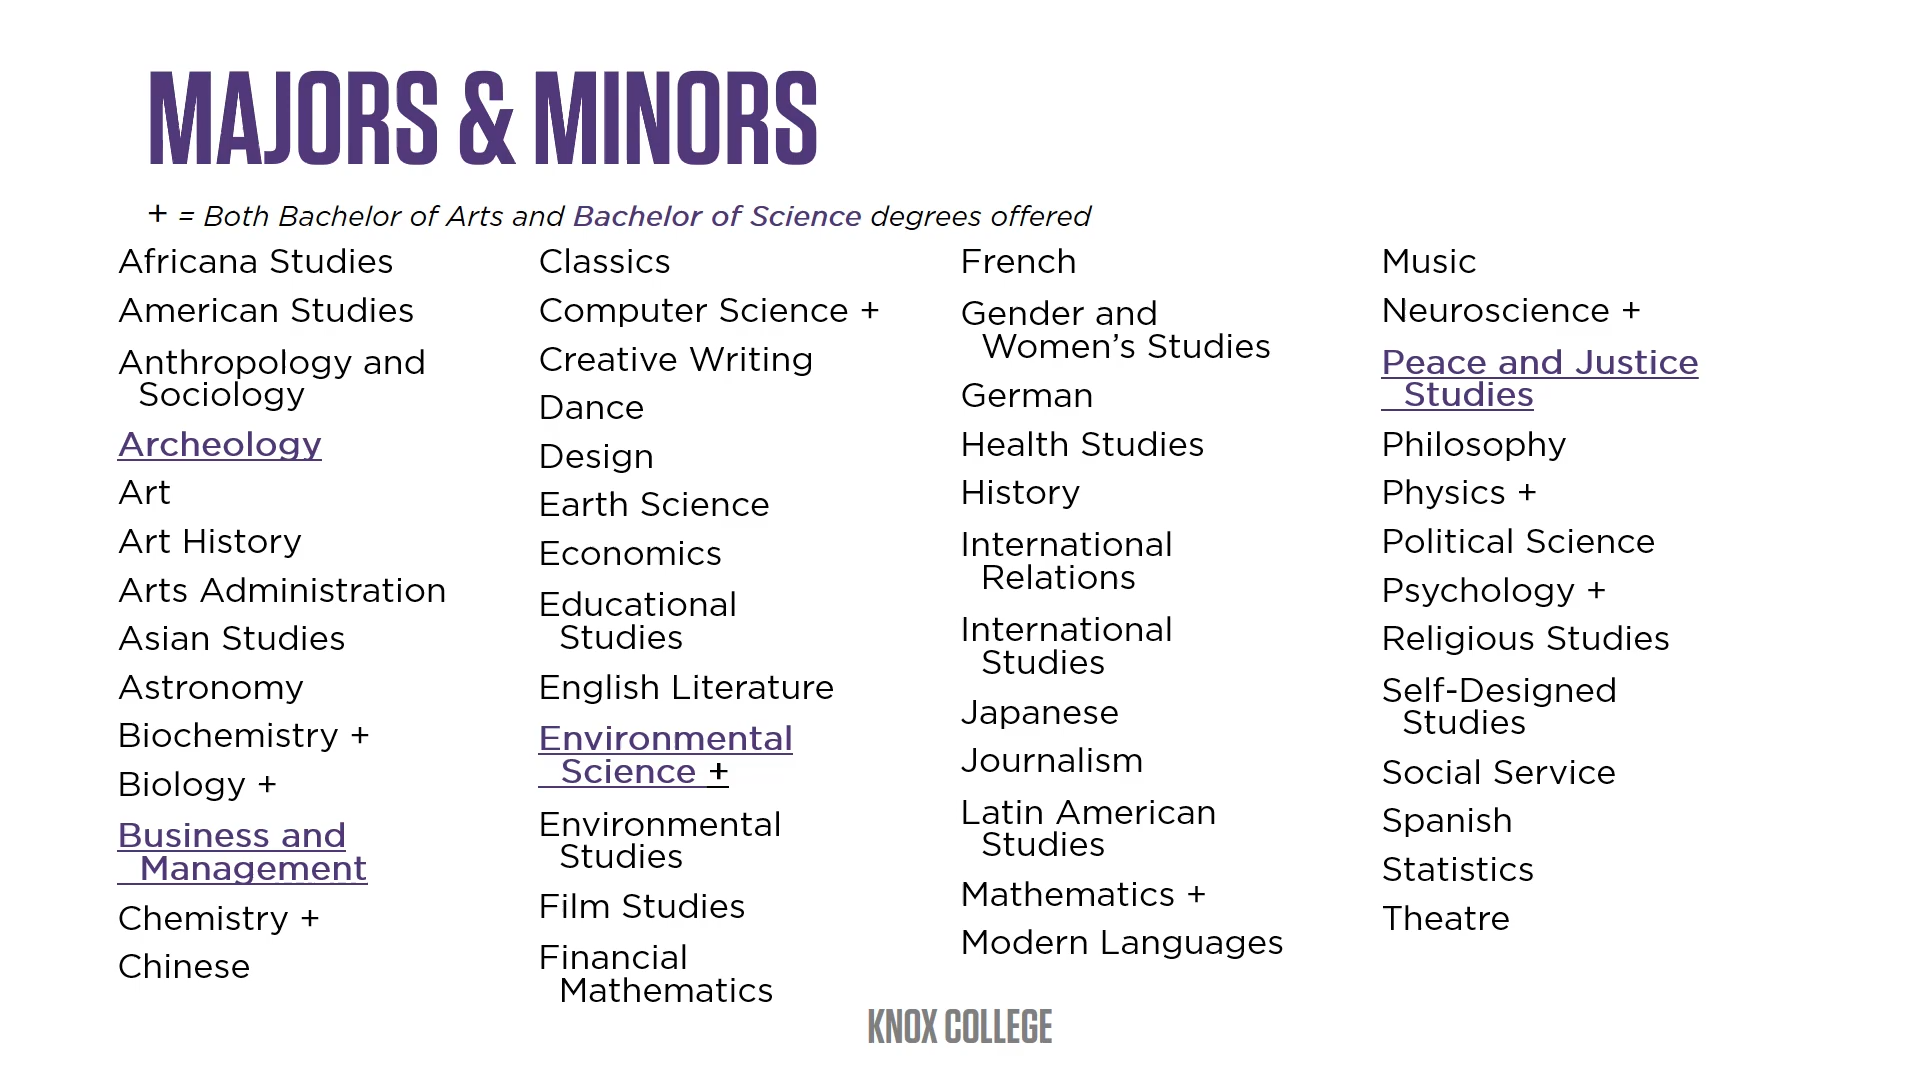 MAJORS & MINORS
+ = Both Bachelor of Arts and Bachelor of Science degrees offered
Africana Studies
American Studies
Anthropology and
Sociology
Archeology
Art
Art History
Arts Administration
Asian Studies
Astronomy
Biochemistry +
Biology +
Business and
Management
Chemistry +
Chinese
Classics
Computer Science +
Creative Writing
Dance
Design
Earth Science
Economics
Educational
Studies
English Literature
Environmental
Science +
Environmental
Studies
Film Studies
Financial
Mathematics
French
Gender and
Women’s Studies
German
Health Studies
History
International
Relations
International
Studies
Japanese
Journalism
Latin American
Studies
Mathematics +
Modern Languages
Music
Neuroscience +
Peace and Justice
Studies
Philosophy
Physics +
Political Science
Psychology +
Religious Studies
Self-Designed
Studies
Social Service
Spanish
Statistics
Theatre
KNOX COLLEGE